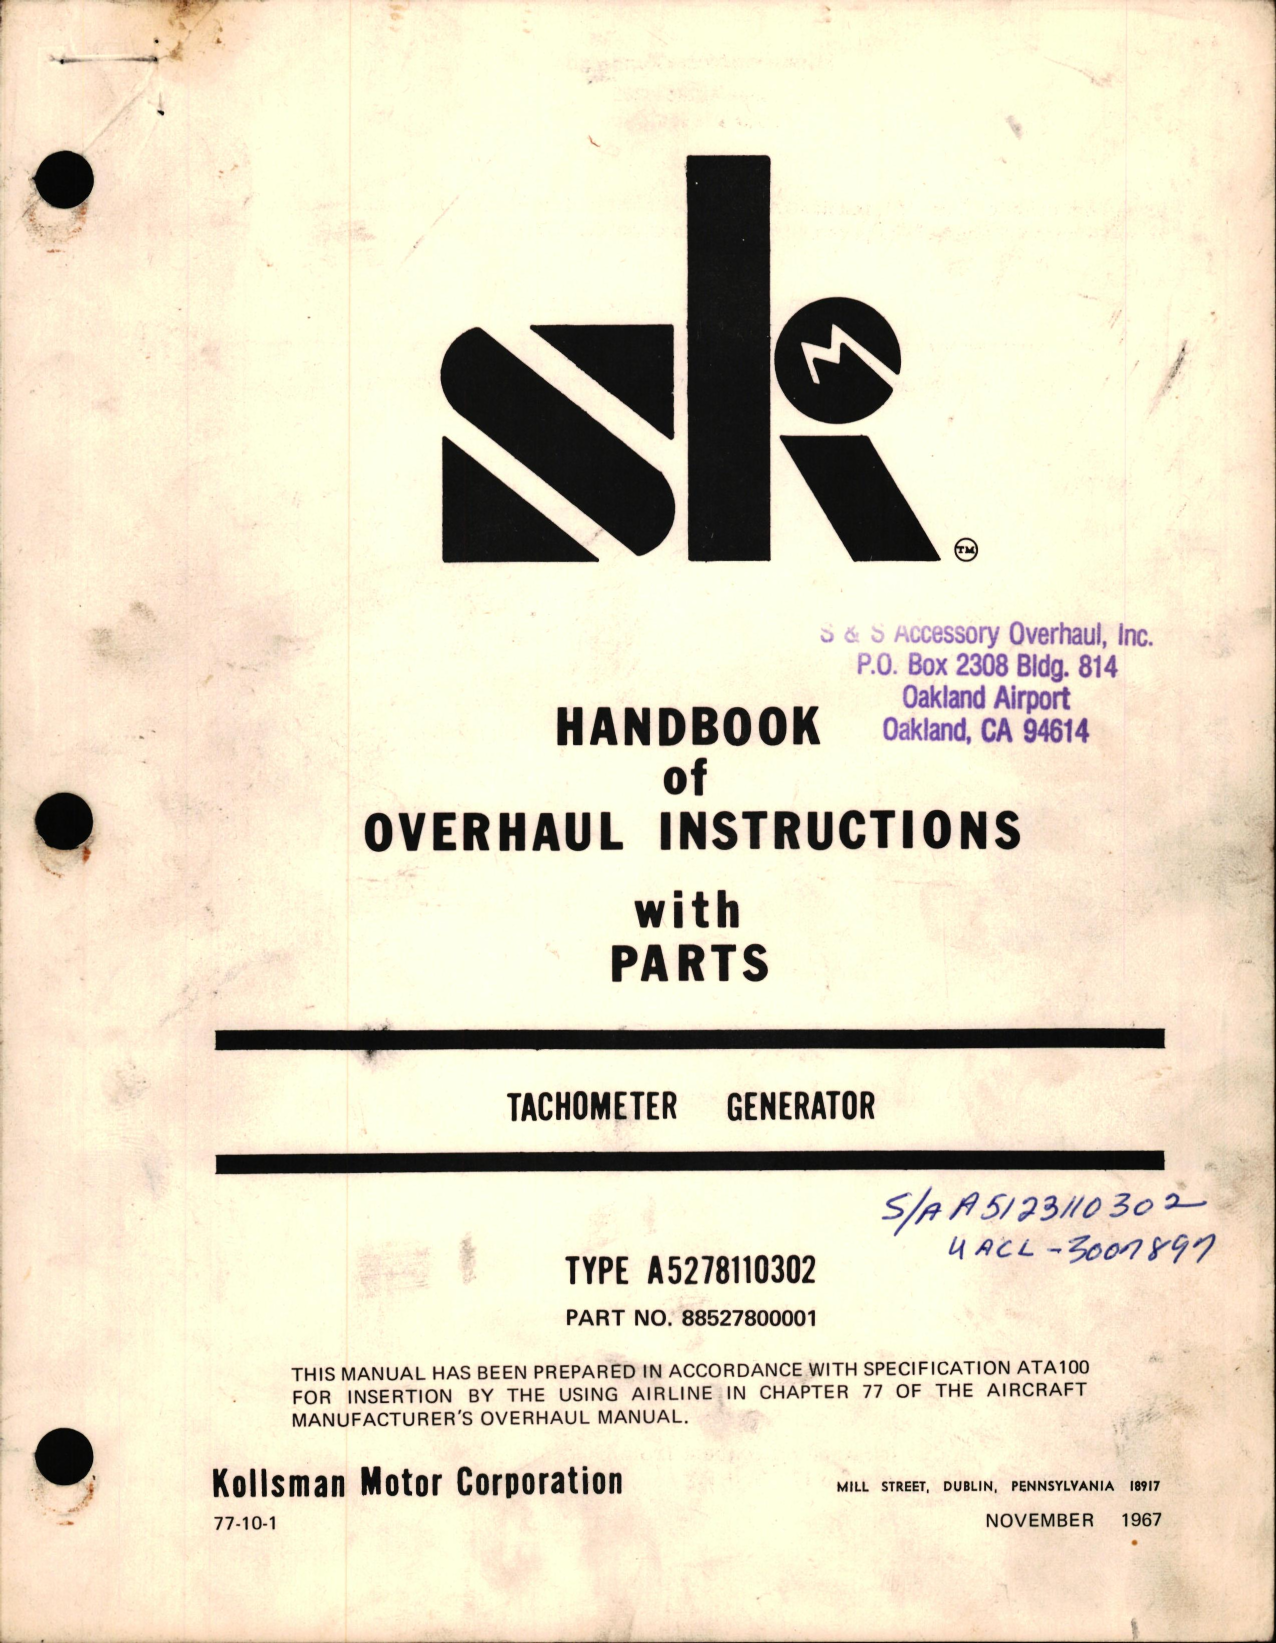 sk
M
TM
S & S Accessory Overhaul, Inc.
P.O. Box 2308 Bldg. 814
Oakland Airport
Oakland, CA 94614
HANDBOOK
of
OVERHAUL INSTRUCTIONS
with
PARTS
TACHOMETER GENERATOR
S/A A5123110302
UACL-3007897
TYPE A5278110302
PART NO. 88527800001
THIS MANUAL HAS BEEN PREPARED IN ACCORDANCE WITH SPECIFICATION ATA100
FOR INSERTION BY THE USING AIRLINE IN CHAPTER 77 OF THE AIRCRAFT
MANUFACTURER'S OVERHAUL MANUAL.
Kollsman Motor Corporation
MILL STREET, DUBLIN, PENNSYLVANIA 18917
77-10-1
NOVEMBER 1967